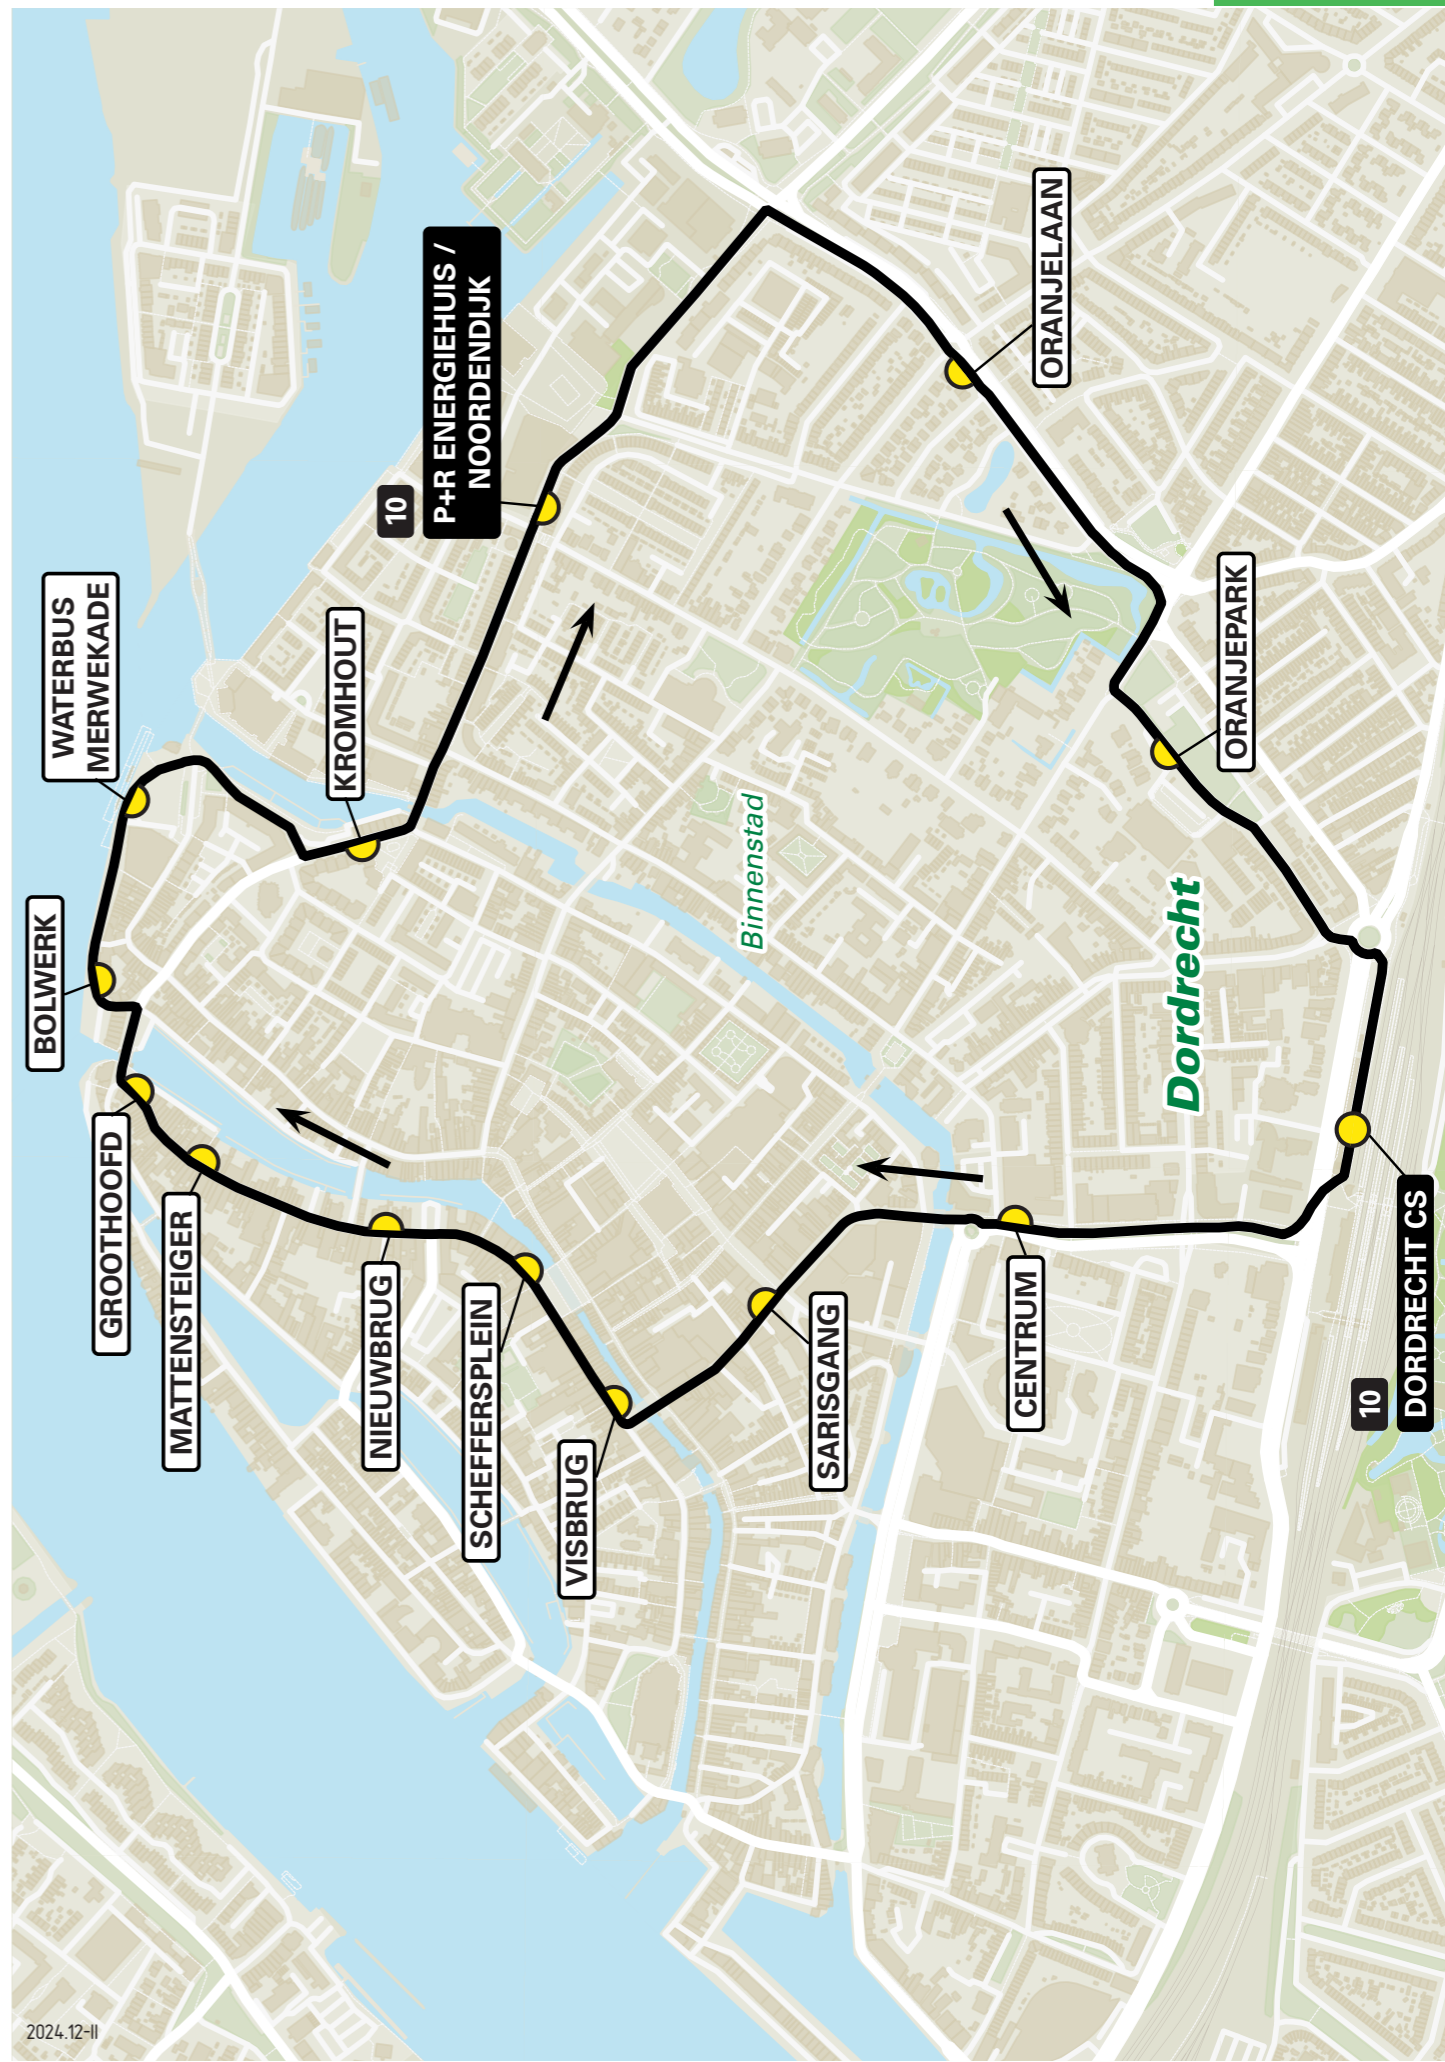 WATERBUS
MERWEKADE
BOLWERK
GROOTHOOFD
MATTENSTEIGER
NIEUWBRUG
SCHEFFERSPLEIN
VISBRUG
SARISGANG
CENTRUM
10
DORDRECHT CS
KROMHOUT
10
P+R ENERGIEHUIS /
NOORDENDIJK
ORANJELAAN
ORANJEPARK
Binnenstad
Dordrecht
2024.12-II